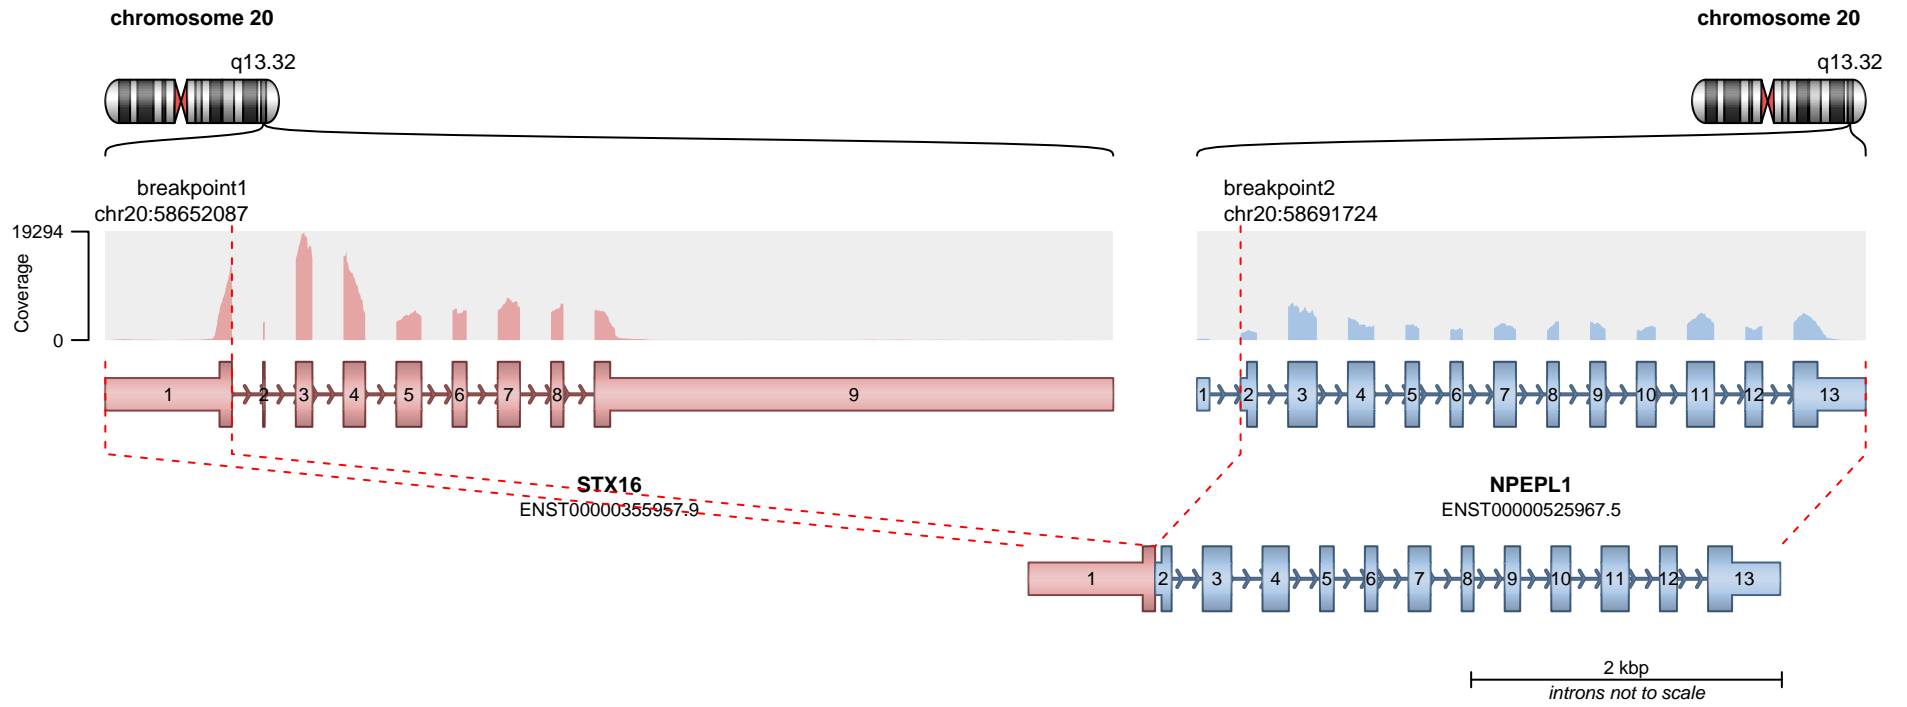 chromosome 20
chromosome 20
q13.32
q13.32
breakpoint1
chr20:58652087
breakpoint2
chr20:58691724
19294
Coverage
0
1 2 3 4 5 6 7 8 9
1 2 3 4 5 6 7 8 9 10 11 12 13
STX16
ENST00000355957.9
NPEPL1
ENST00000525967.5
1 2 3 4 5 6 7 8 9 10 11 12 13
2 kbp
introns not to scale